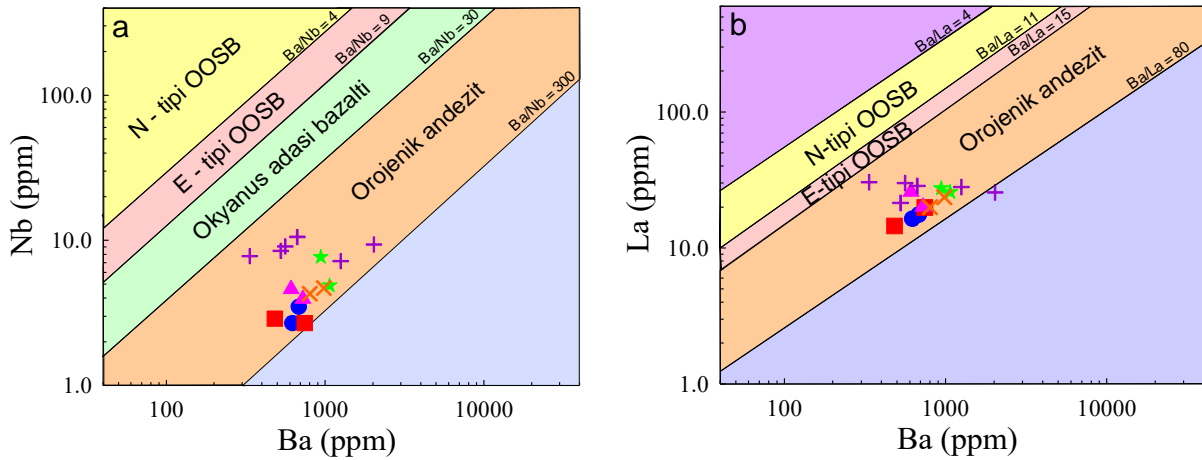 a
N - tipi OOSB
Ba/Nb = 4
E - tipi OOSB
Ba/Nb = 9
Okyanus adasi bazalti
Ba/Nb = 30
Orojenik andezit
Ba/Nb = 300
Nb (ppm)
100.0
10.0
1.0
100
1000
10000
Ba (ppm)
b
Ba/La = 4
N-tipi OOSB
Ba/La = 11
E-tipi OOSB
Ba/La = 15
Orojenik andezit
Ba/La = 80
La (ppm)
100.0
10.0
1.0
100
1000
10000
Ba (ppm)